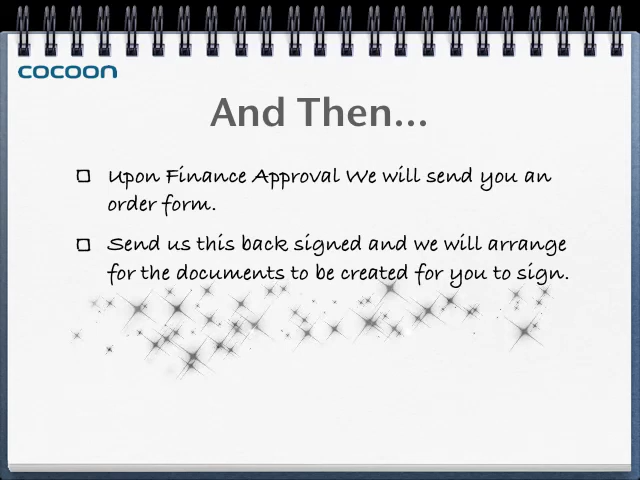 cocoon
And Then...
Upon Finance Approval We will send you an
order form.
Send us this back signed and we will arrange
for the documents to be created for you to sign.